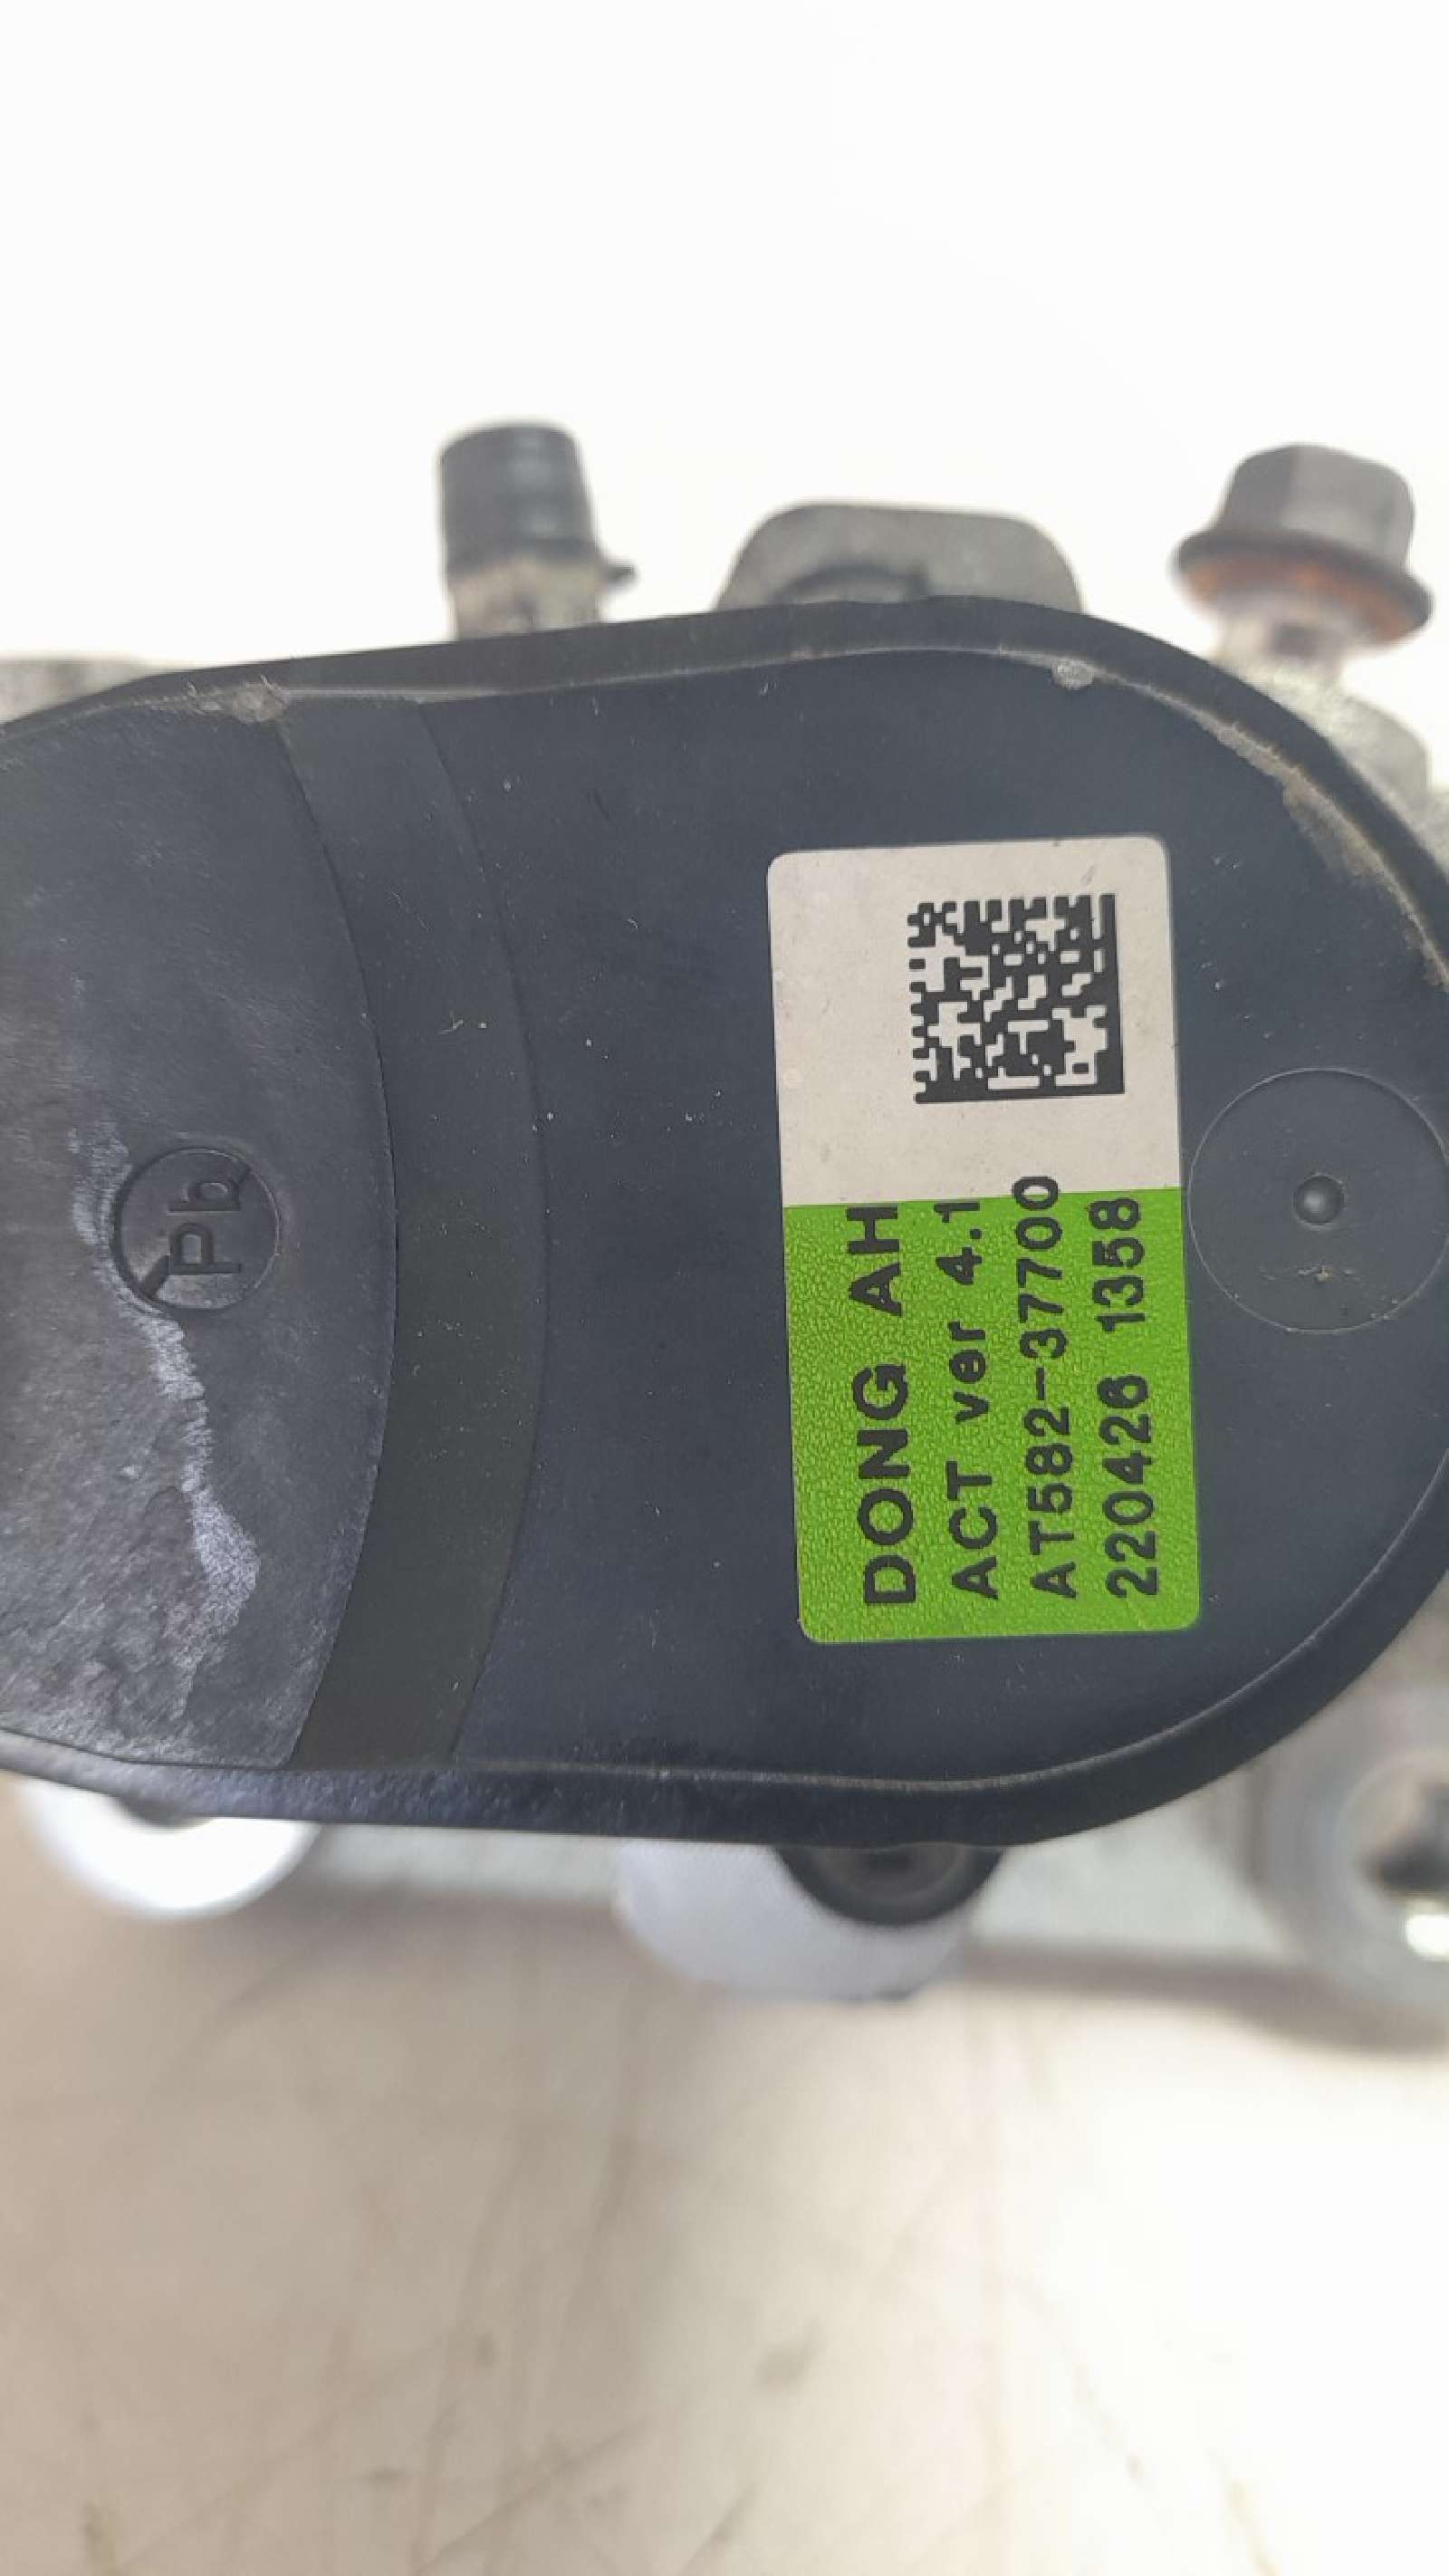 DONG AH
ACT ver 4.1
AT582-37700
220426 1358
Pb